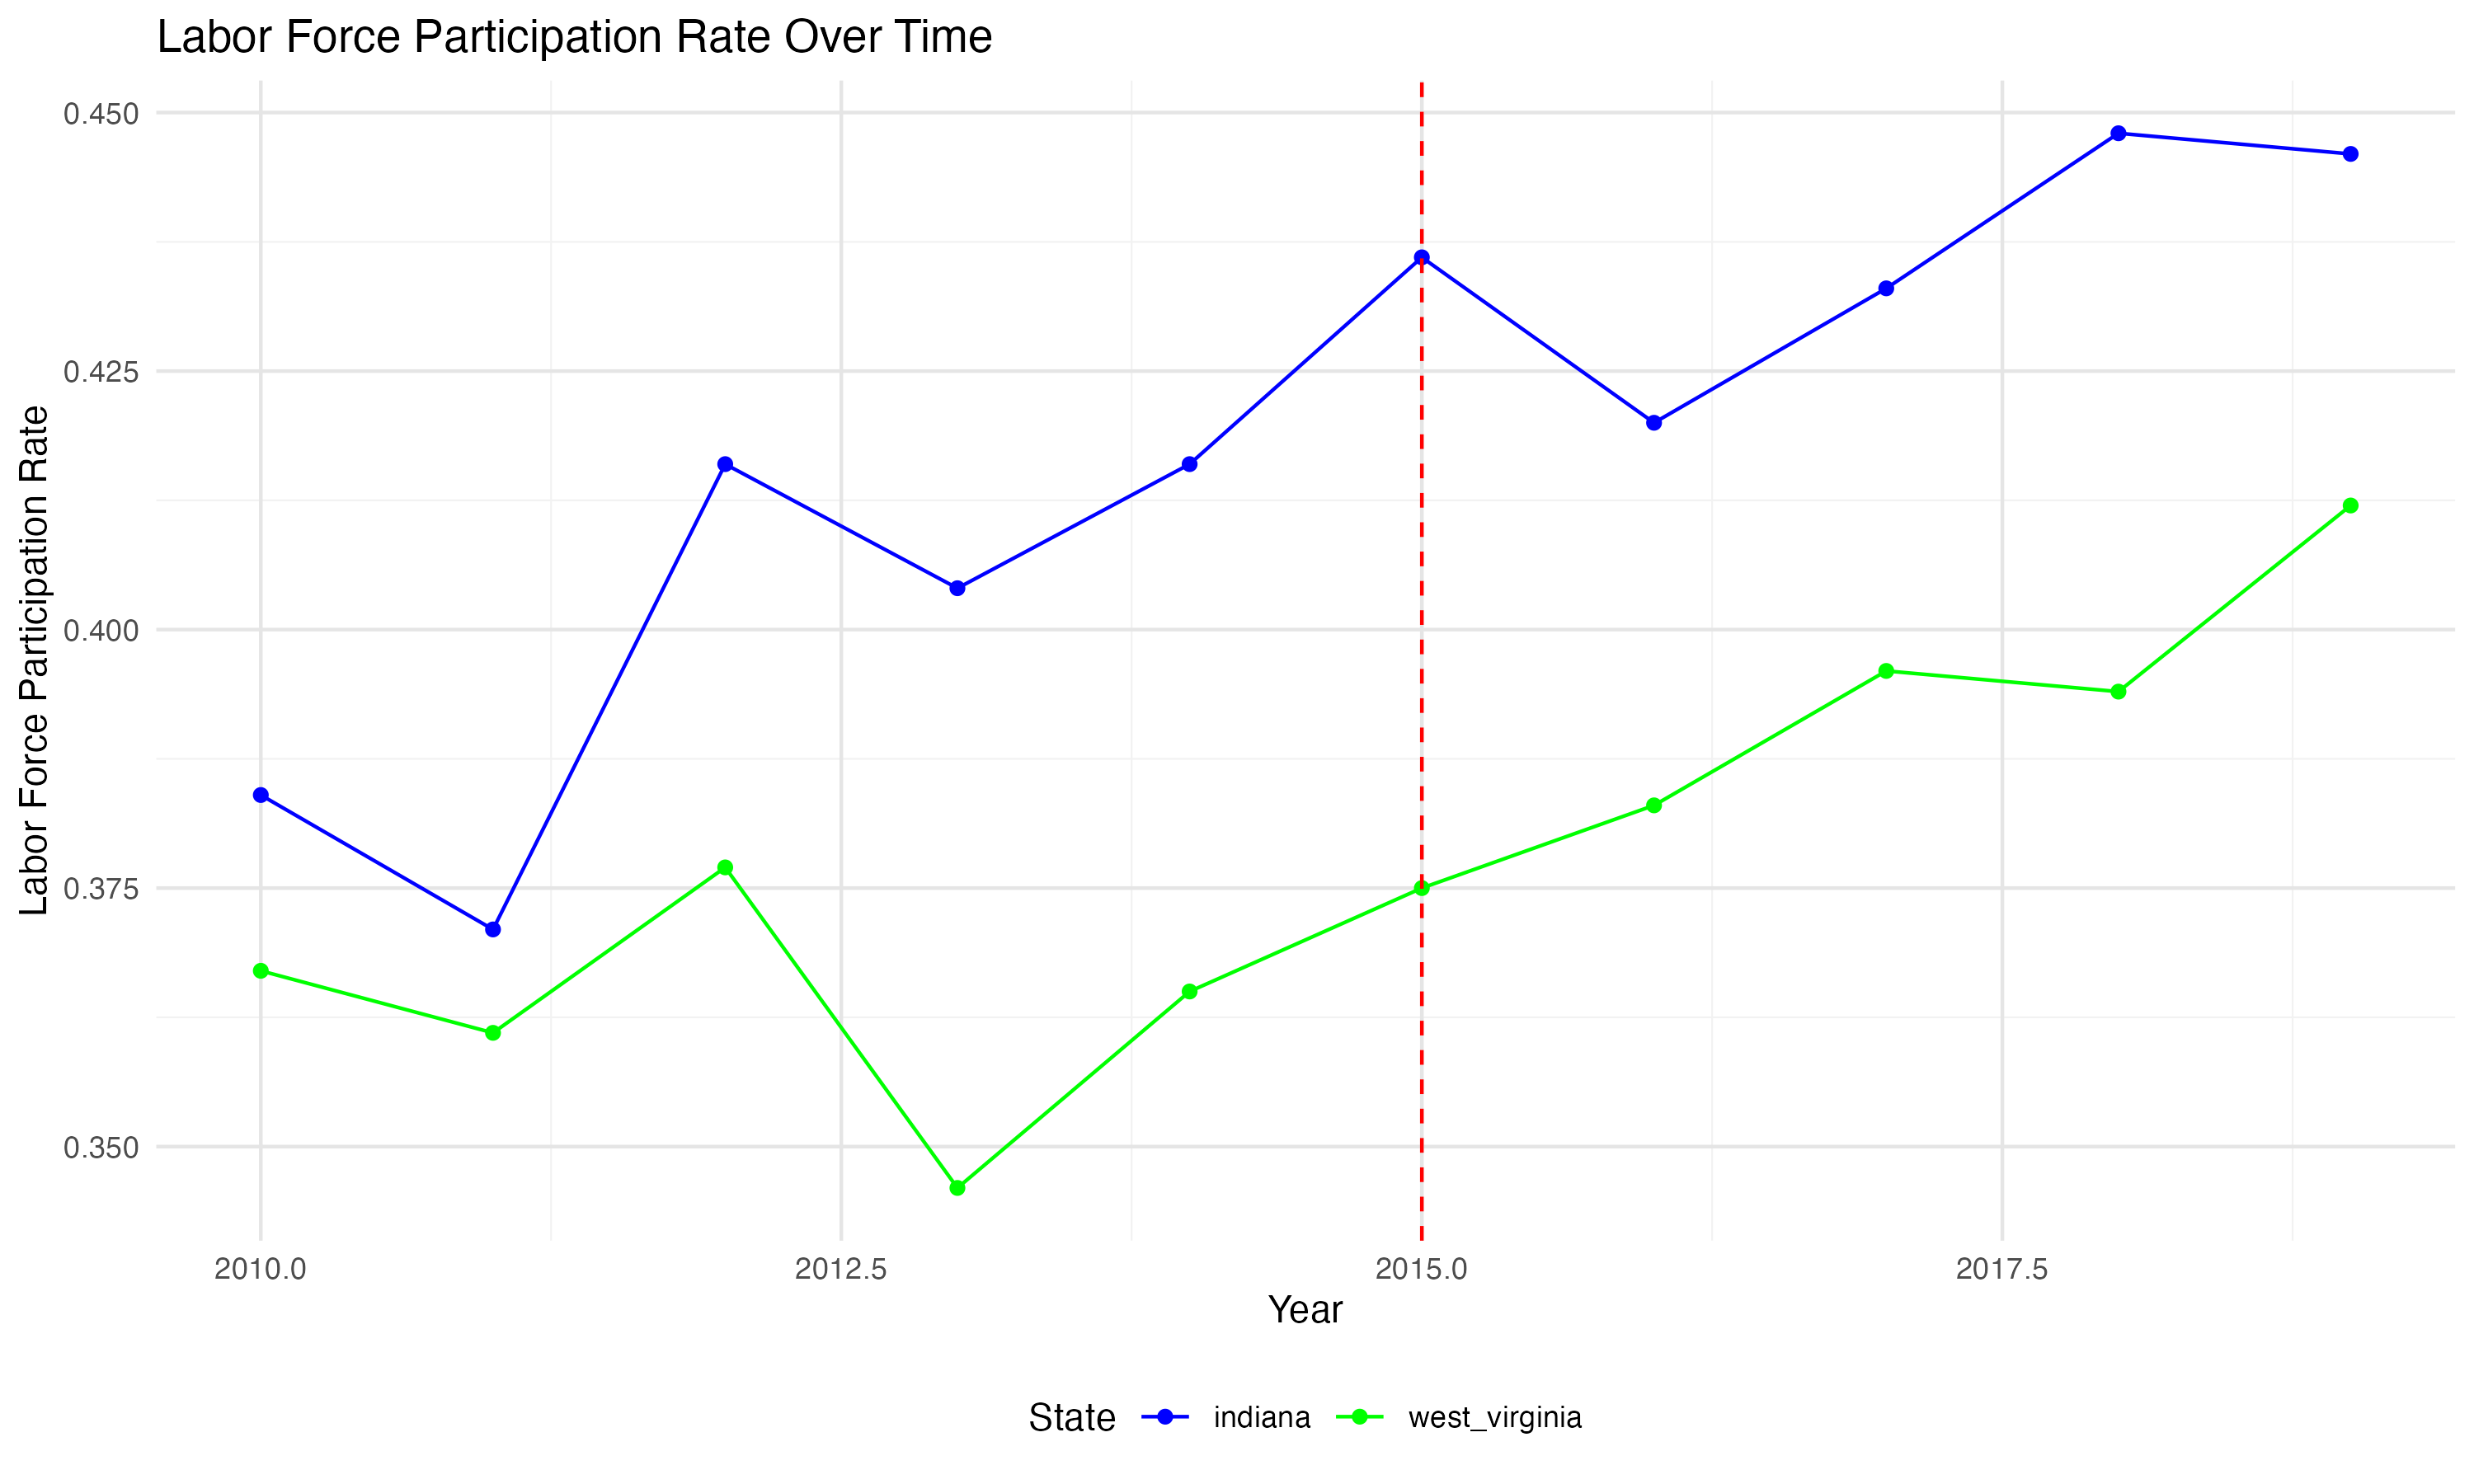 Labor Force Participation Rate Over Time
Labor Force Participation Rate
0.450
0.425
0.400
0.375
0.350
2010.0 2012.5 2015.0 2017.5
Year
State indiana west_virginia